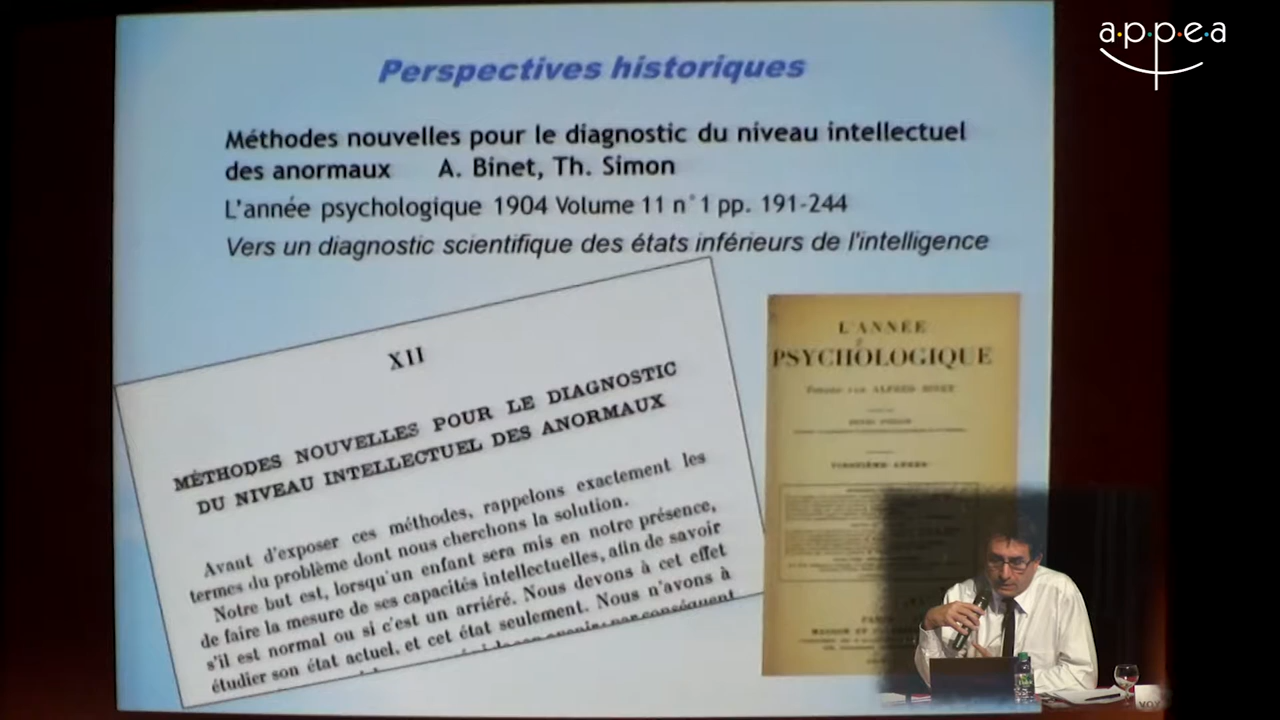 a·p·p·e·a
Perspectives historiques
Méthodes nouvelles pour le diagnostic du niveau intellectuel
des anormaux A. Binet, Th. Simon
L'année psychologique 1904 Volume 11 n°1 pp. 191-244
Vers un diagnostic scientifique des états inférieurs de l'intelligence
XII
MÉTHODES NOUVELLES POUR LE DIAGNOSTIC
DU NIVEAU INTELLECTUEL DES ANORMAUX
Avant d'exposer ces méthodes, rappelons exactement les
termes du problème dont nous cherchons la solution.
Notre but est, lorsqu'un enfant sera mis en notre présence,
de faire la mesure de ses capacités intellectuelles, afin de savoir
s'il est normal ou si c'est un arriéré. Nous devons à cet effet
étudier son état actuel, et cet état seulement. Nous n'avons à
par conséquent
L'ANNÉE
PSYCHOLOGIQUE
ALFRED BINET